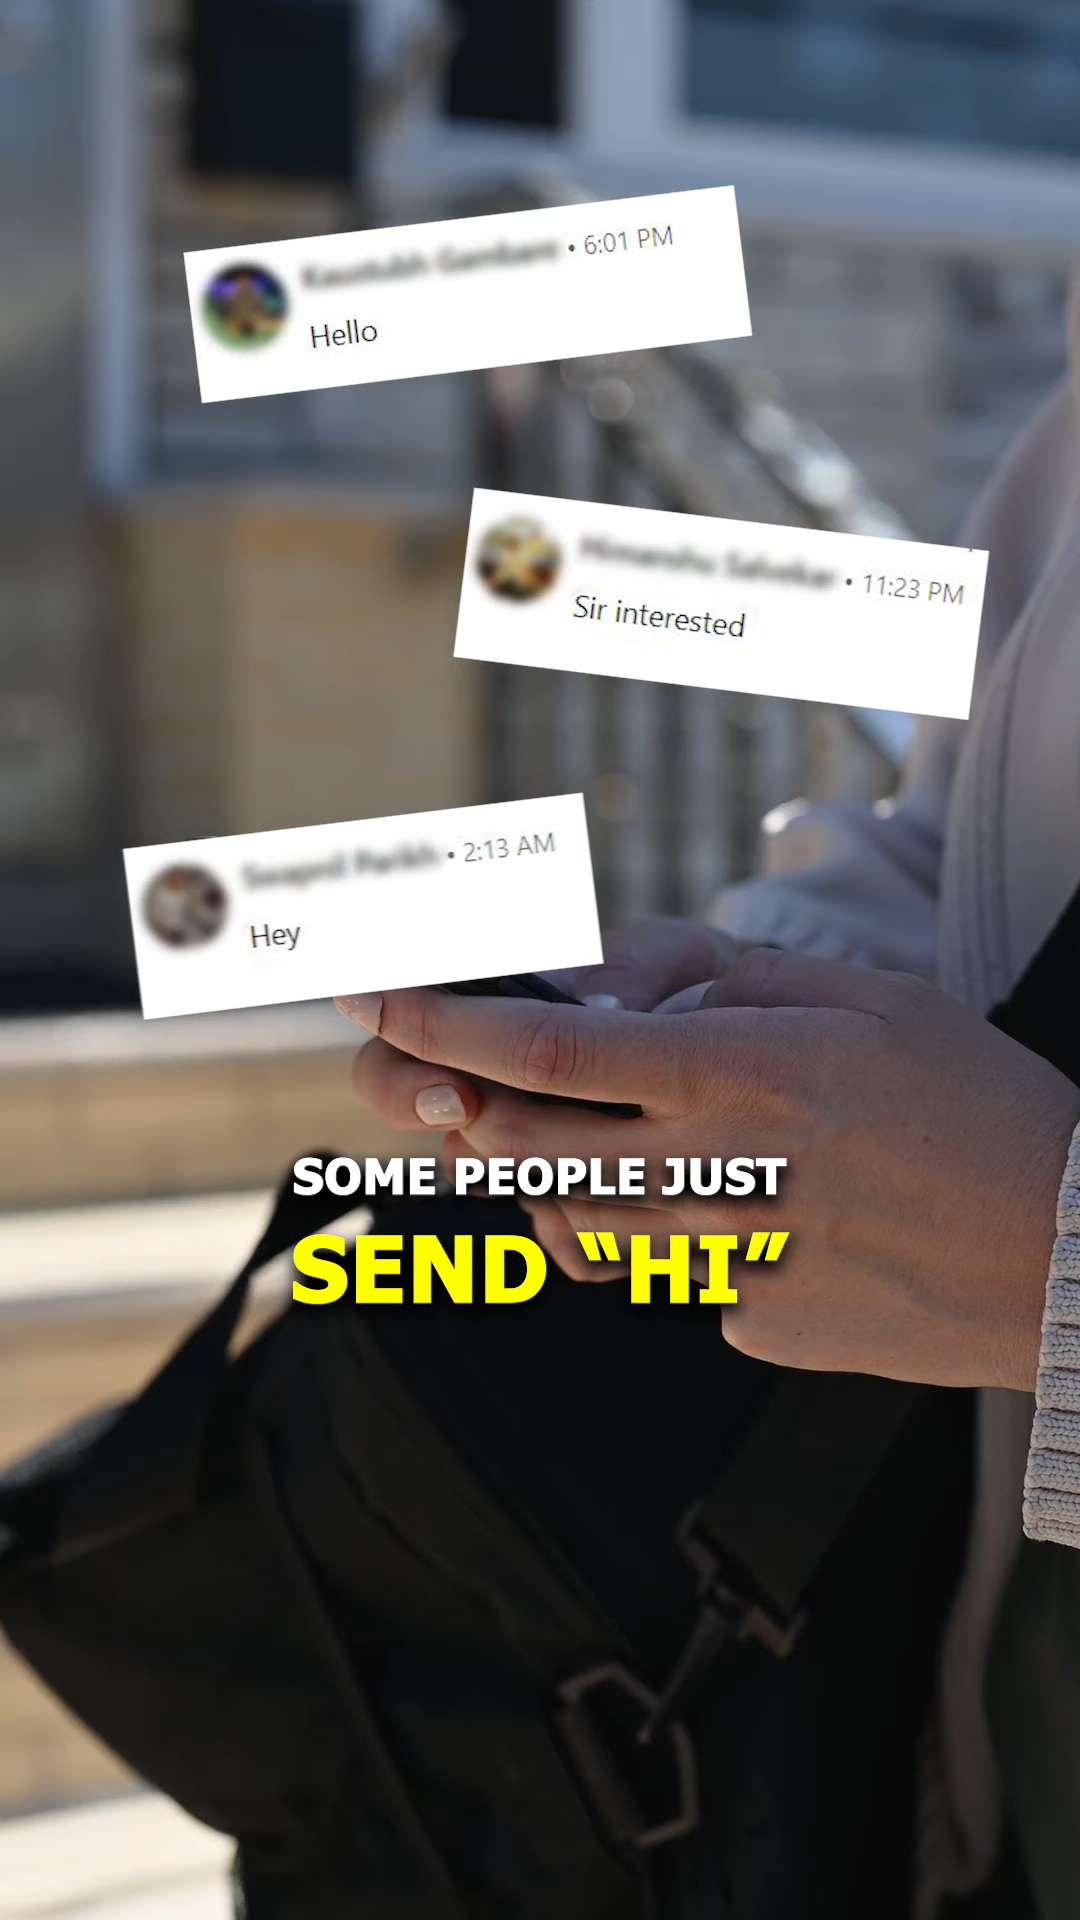 • 6:01 PM
Hello
• 11:23 PM
Sir interested
• 2:13 AM
Hey
SOME PEOPLE JUST
SEND “HI”